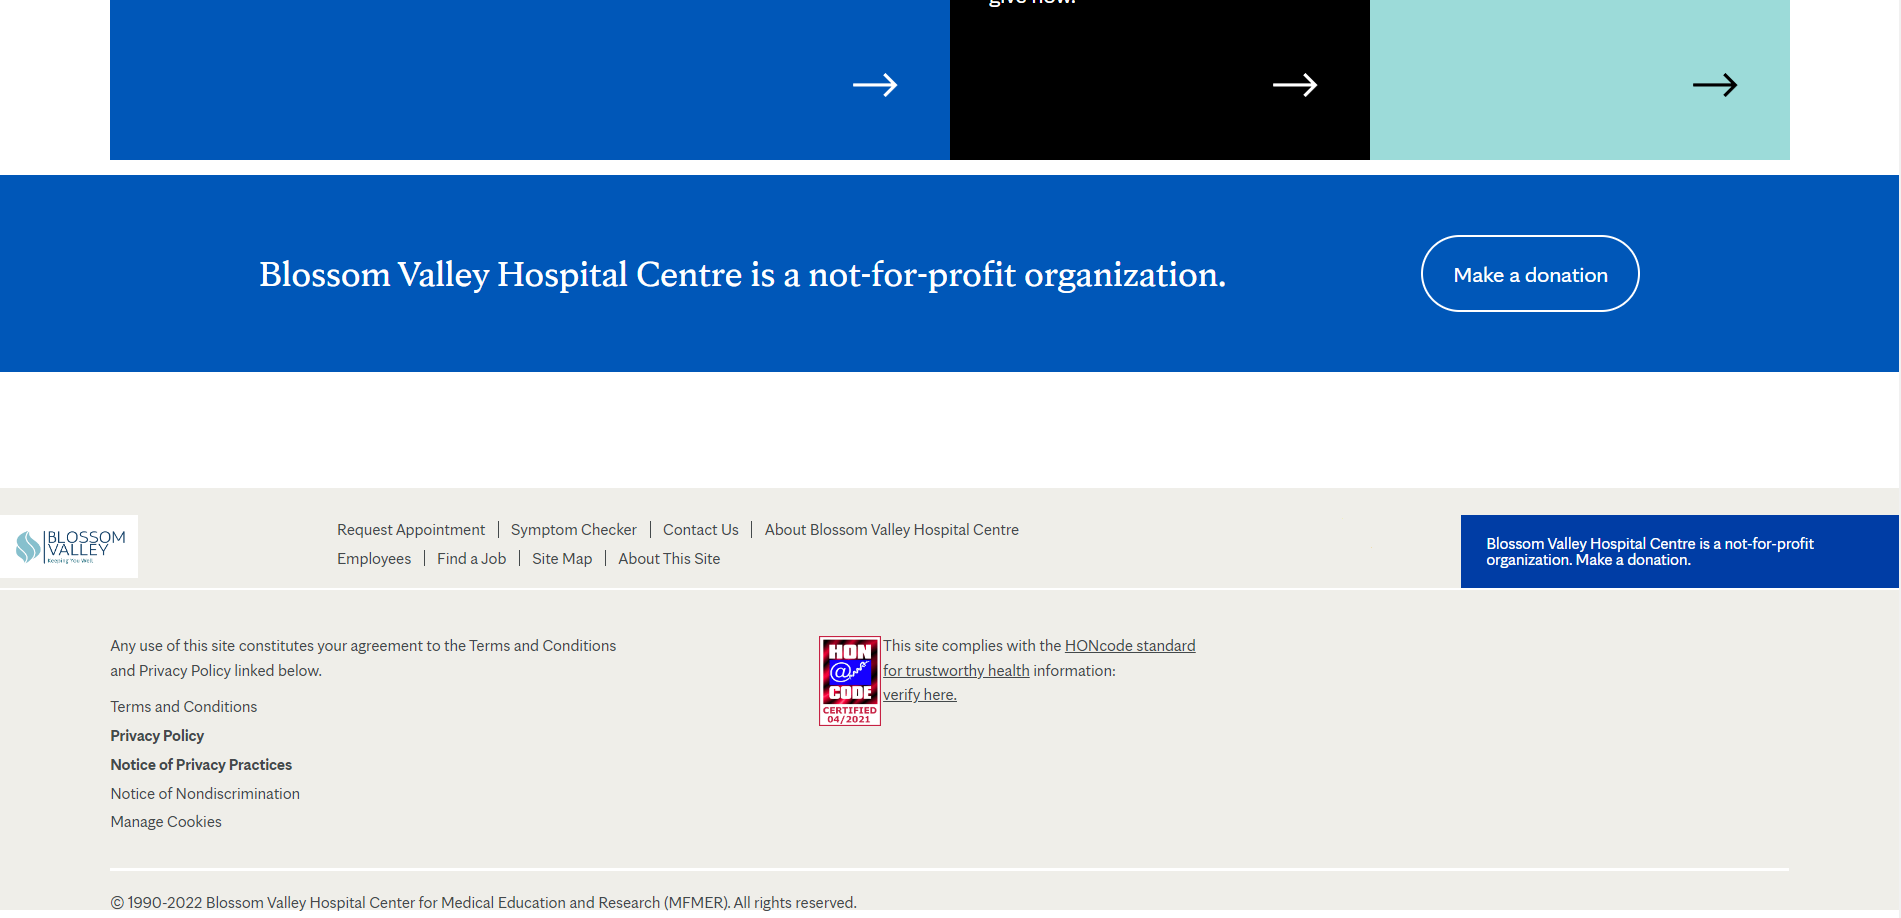 give now.
Blossom Valley Hospital Centre is a not-for-profit organization.
Make a donation
BLOSSOM
VALLEY
Keeping You Well.
Request Appointment | Symptom Checker | Contact Us | About Blossom Valley Hospital Centre
Employees | Find a Job | Site Map | About This Site
Blossom Valley Hospital Centre is a not-for-profit
organization. Make a donation.
Any use of this site constitutes your agreement to the Terms and Conditions
and Privacy Policy linked below.
Terms and Conditions
Privacy Policy
Notice of Privacy Practices
Notice of Nondiscrimination
Manage Cookies
HON
@
CODE
CERTIFIED
04/2021
This site complies with the HONcode standard
for trustworthy health information:
verify here.
© 1990-2022 Blossom Valley Hospital Center for Medical Education and Research (MFMER). All rights reserved.